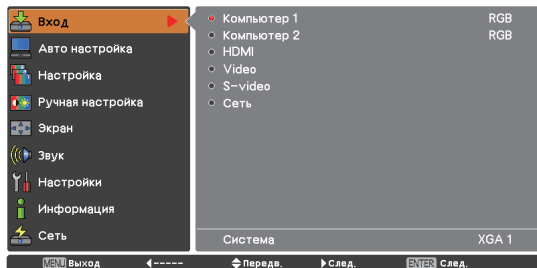 Вход
Авто настройка
Настройка
Ручная настройка
Экран
Звук
Настройки
Информация
Сеть
Компьютер 1 RGB
Компьютер 2 RGB
HDMI
Video
S-video
Сеть
Система XGA 1
MENU Выход ----- Передв. След. ENTER След.